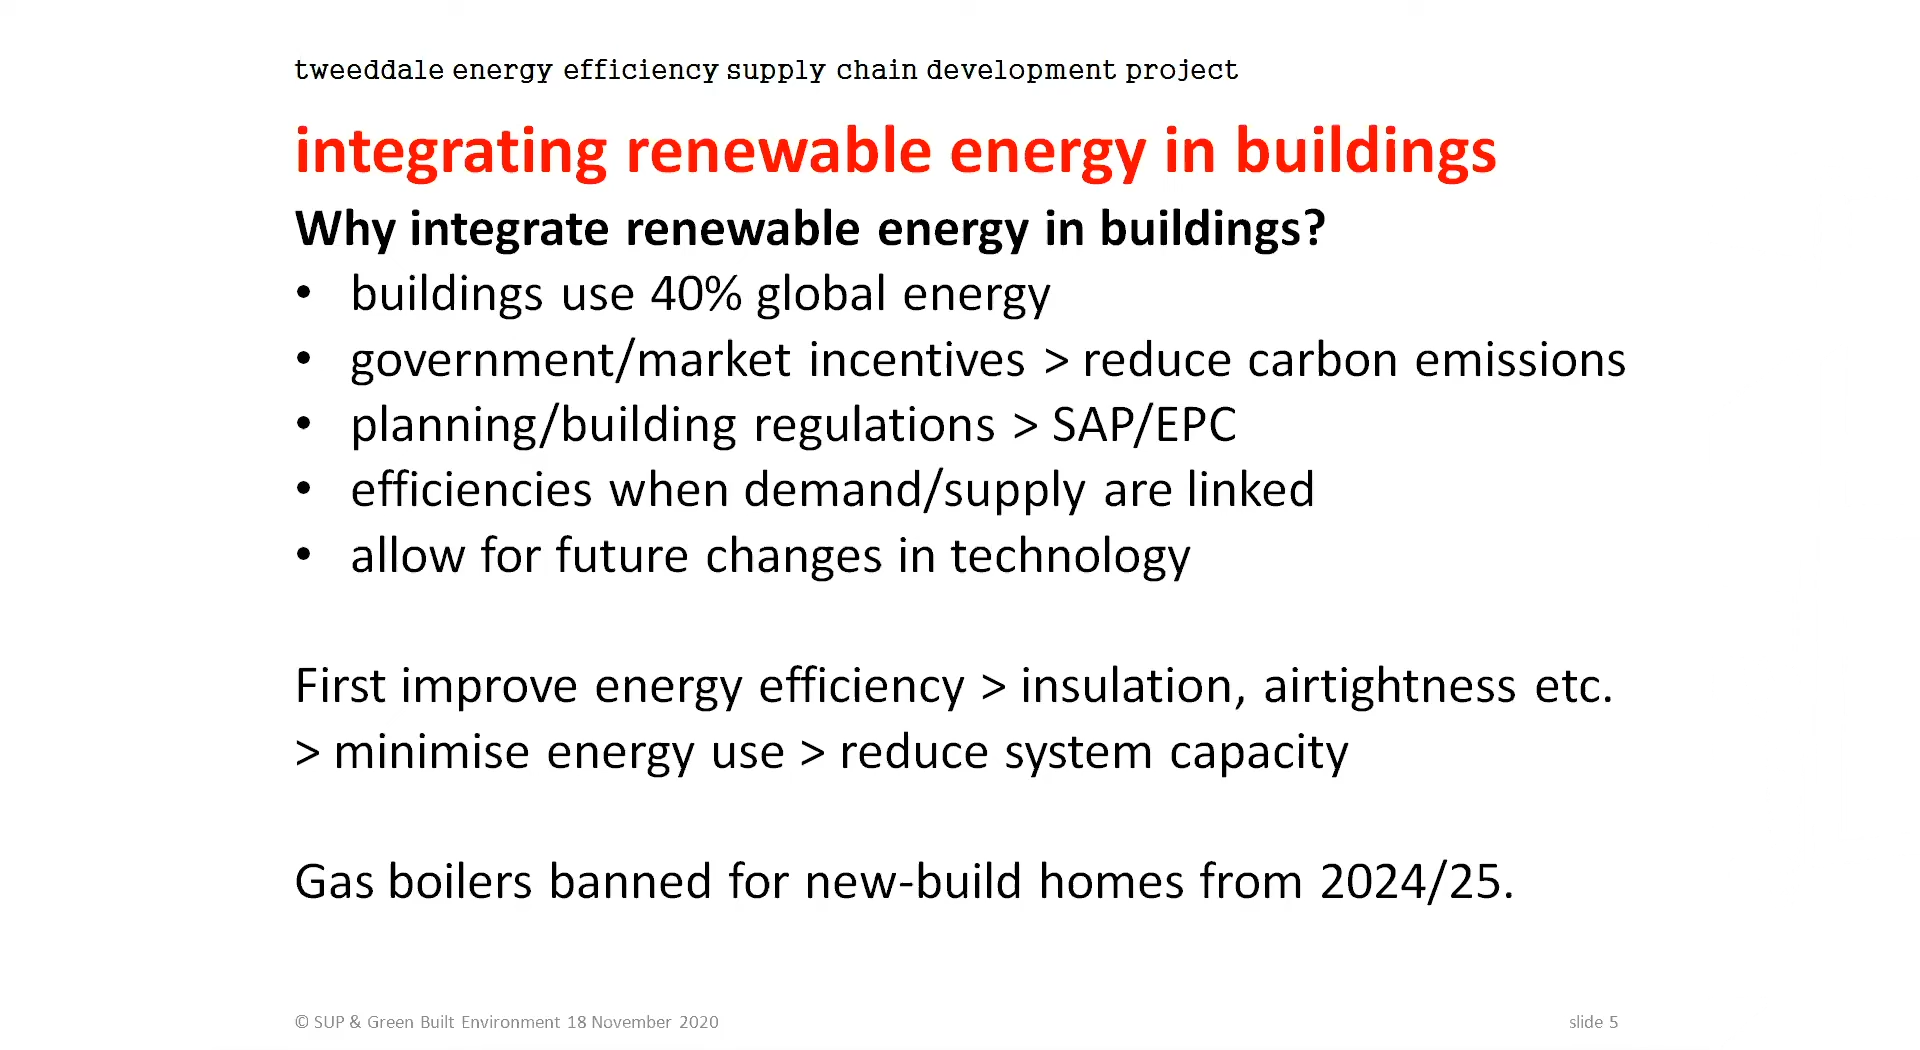 tweeddale energy efficiency supply chain development project
integrating renewable energy in buildings
Why integrate renewable energy in buildings?
• buildings use 40% global energy
• government/market incentives > reduce carbon emissions
• planning/building regulations > SAP/EPC
• efficiencies when demand/supply are linked
• allow for future changes in technology
First improve energy efficiency > insulation, airtightness etc.
> minimise energy use > reduce system capacity
Gas boilers banned for new-build homes from 2024/25.
© SUP & Green Built Environment 18 November 2020
slide 5